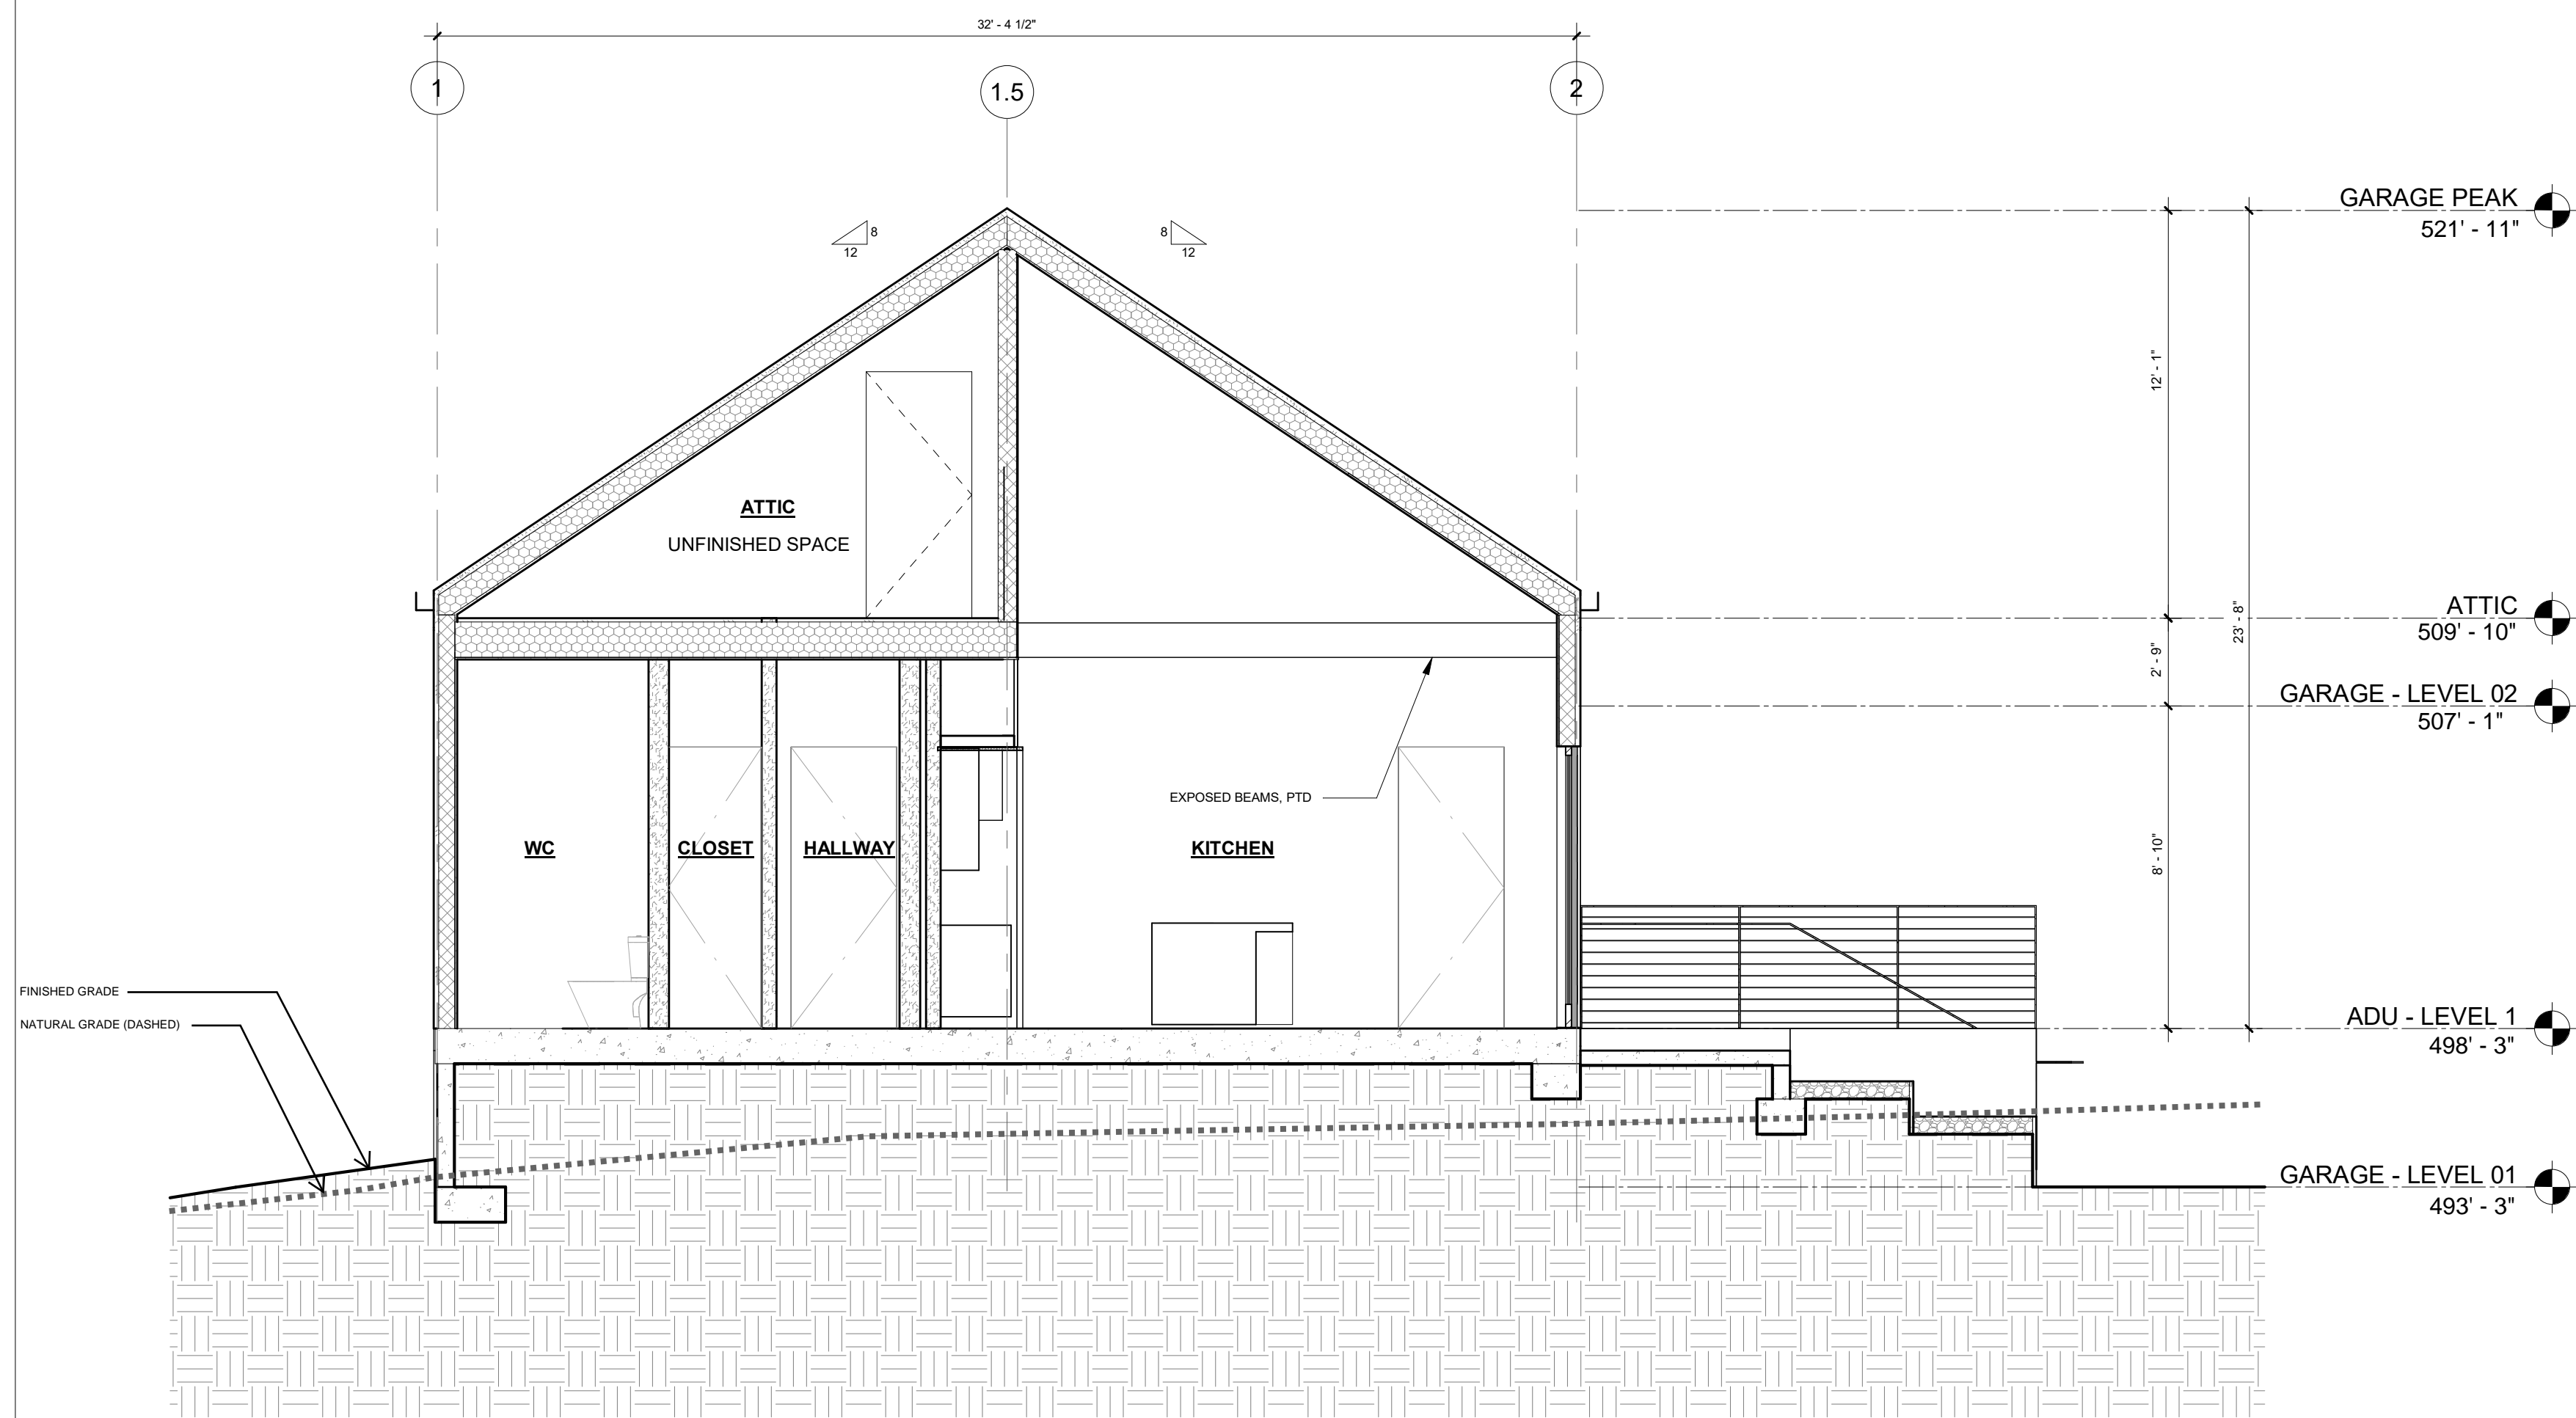 32' - 4 1/2"
1
1.5
2
GARAGE PEAK
521' - 11"
8
12
8
12
12' - 1"
ATTIC
UNFINISHED SPACE
ATTIC
509' - 10"
23' - 8"
2' - 9"
GARAGE - LEVEL 02
507' - 1"
EXPOSED BEAMS, PTD
WC
CLOSET
HALLWAY
KITCHEN
8' - 10"
FINISHED GRADE
NATURAL GRADE (DASHED)
ADU - LEVEL 1
498' - 3"
GARAGE - LEVEL 01
493' - 3"